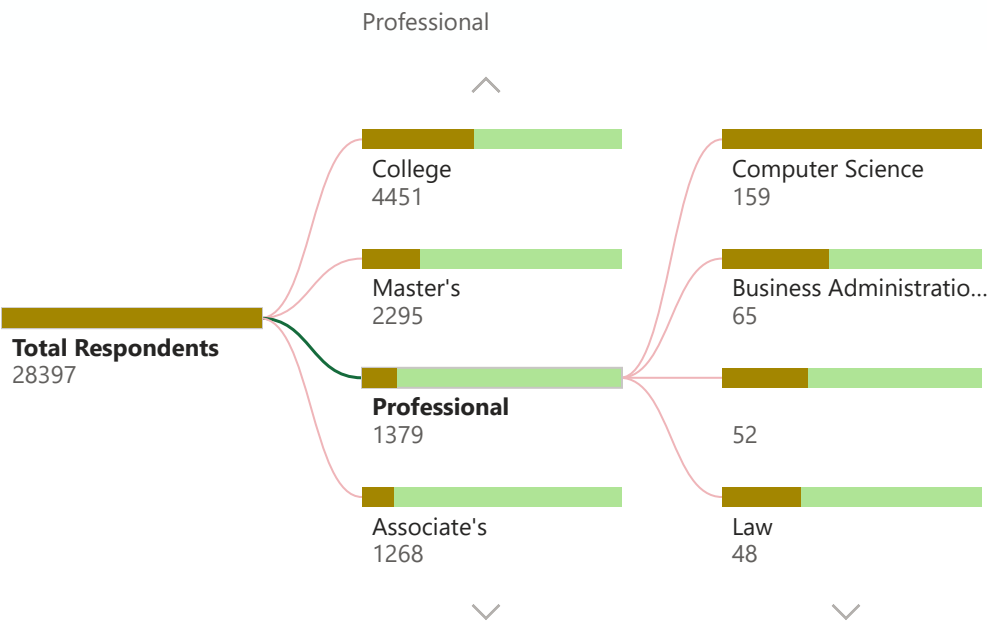 Professional
College
4451
Computer Science
159
Master's
2295
Business Administratio...
65
Total Respondents
28397
Professional
1379
52
Associate's
1268
Law
48